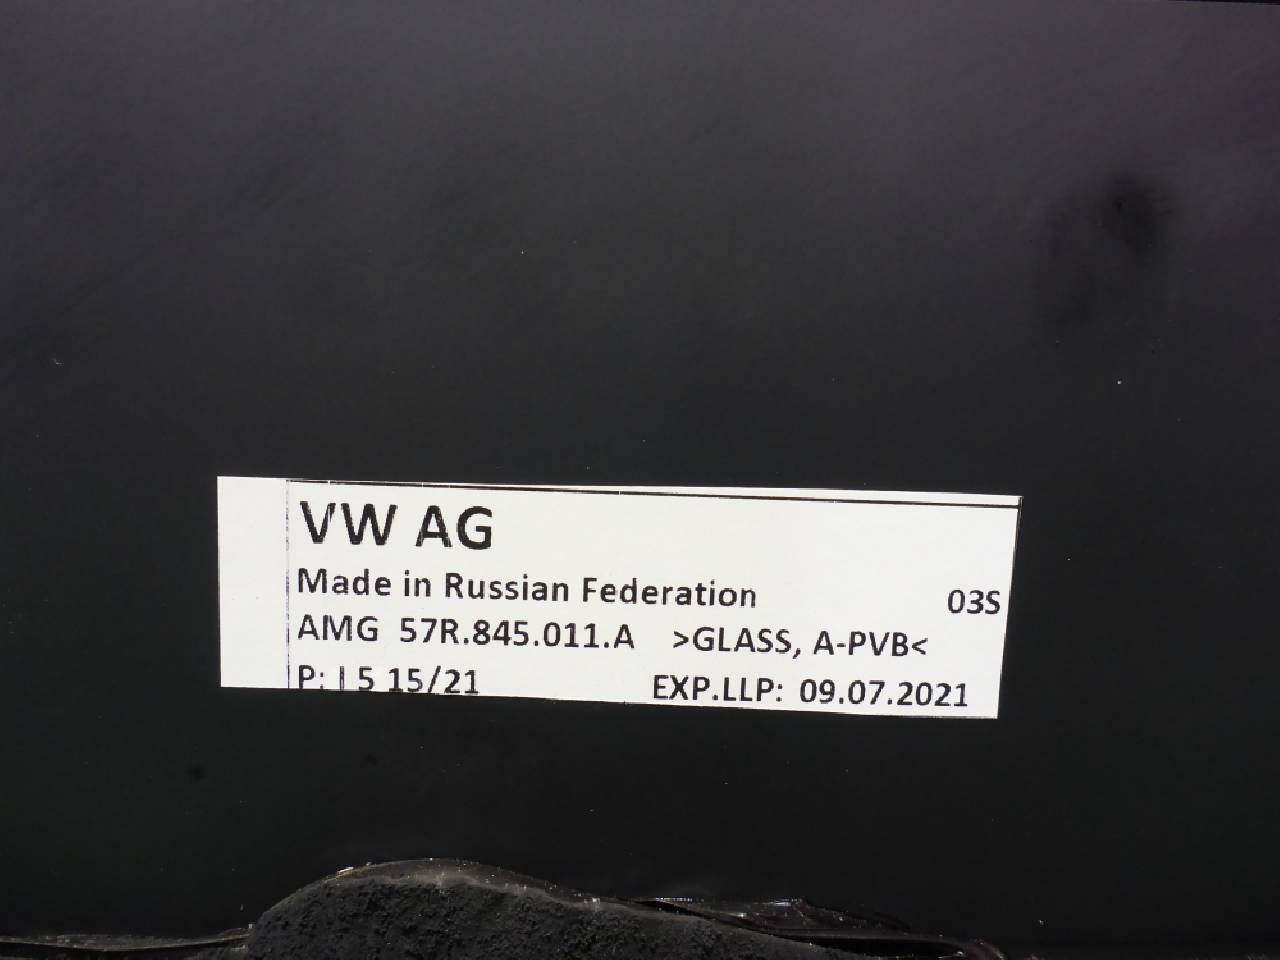 VW AG
Made in Russian Federation 03S
AMG 57R.845.011.A >GLASS, A-PVB<
P: I 5 15/21 EXP.LLP: 09.07.2021